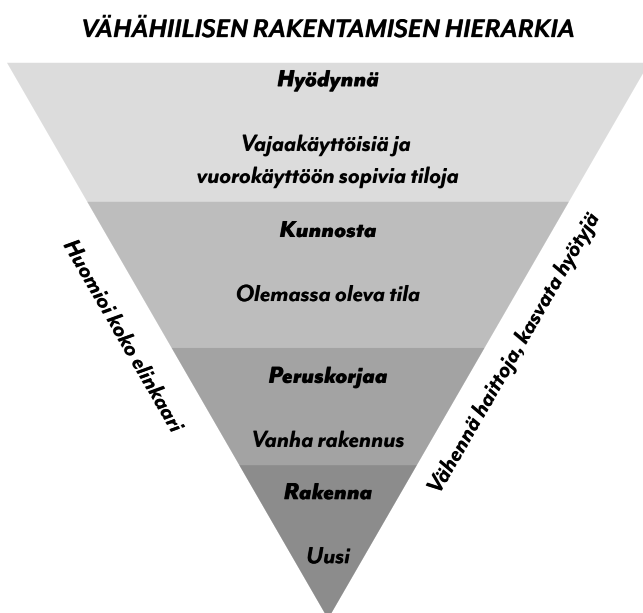 VÄHÄHIILISEN RAKENTAMISEN HIERARKIA
Hyödynnä
Vajaakäyttöisiä ja
vuorokäyttöön sopivia tiloja
Kunnosta
Olemassa oleva tila
Peruskorjaa
Vanha rakennus
Rakenna
Uusi
Huomioi koko elinkaari
Vähennä haittoja, kasvata hyötyjä